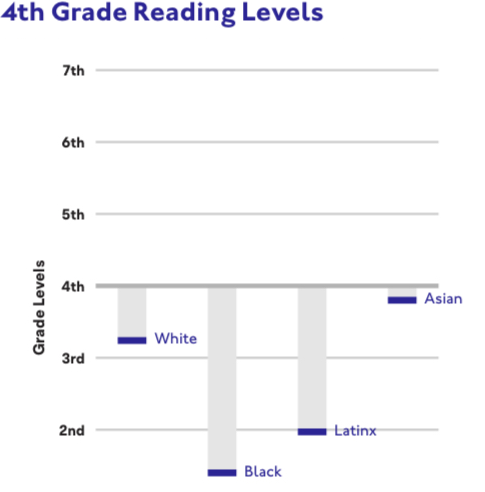 4th Grade Reading Levels
7th
6th
5th
4th
Asian
Grade Levels
White
3rd
2nd
Latinx
Black